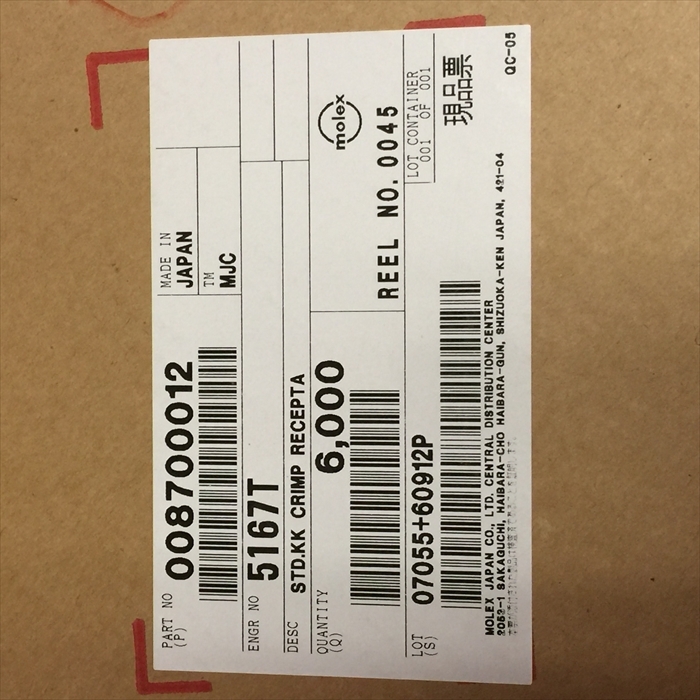 PART NO
(P)
008700012
MADE IN
JAPAN
TM
MJC
ENGR NO
5167T
DESC
STD.KK CRIMP RECEPTA
QUANTITY
(Q)
6,000
molex
REEL NO. 0045
LOT
(S)
07055+60912P
LOT CONTAINER
001 OF 001
現品票
MOLEX JAPAN CO., LTD. CENTRAL DISTRIBUTION CENTER
2052-1 SAKAGUCHI, HAIBARA-CHO HAIBARA-GUN, SHIZUOKA-KEN JAPAN, 421-04
QC-05